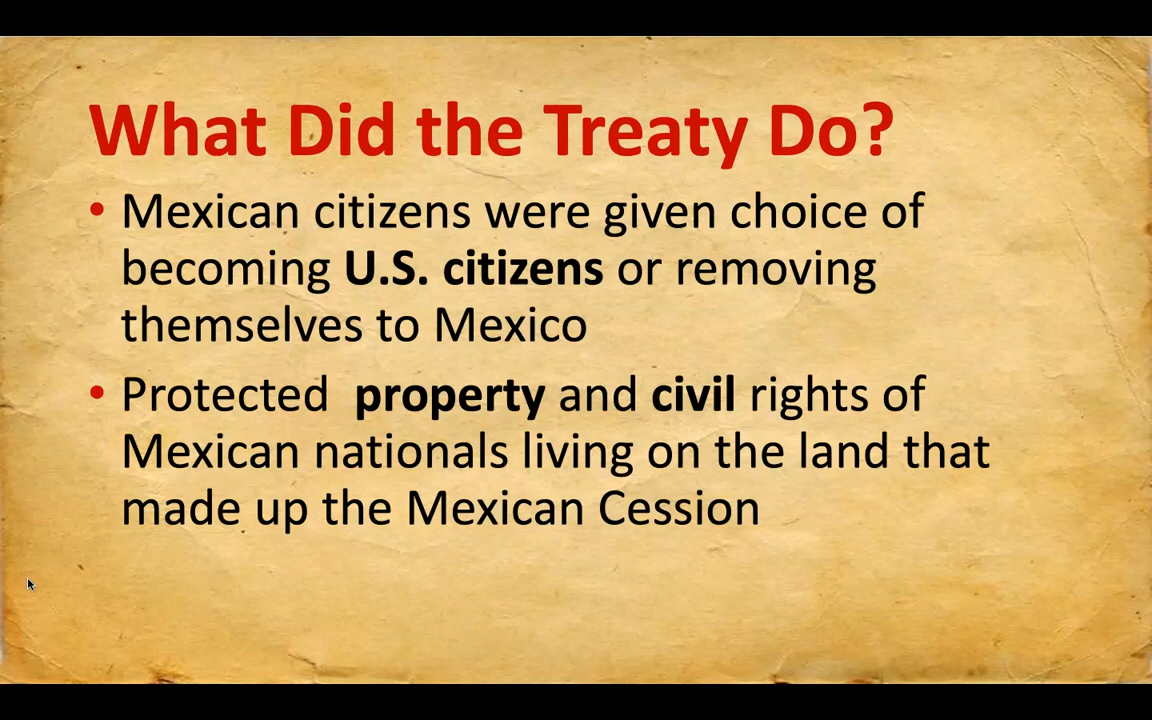 What Did the Treaty Do?
• Mexican citizens were given choice of
becoming U.S. citizens or removing
themselves to Mexico
• Protected  property and civil rights of
Mexican nationals living on the land that
made up the Mexican Cession